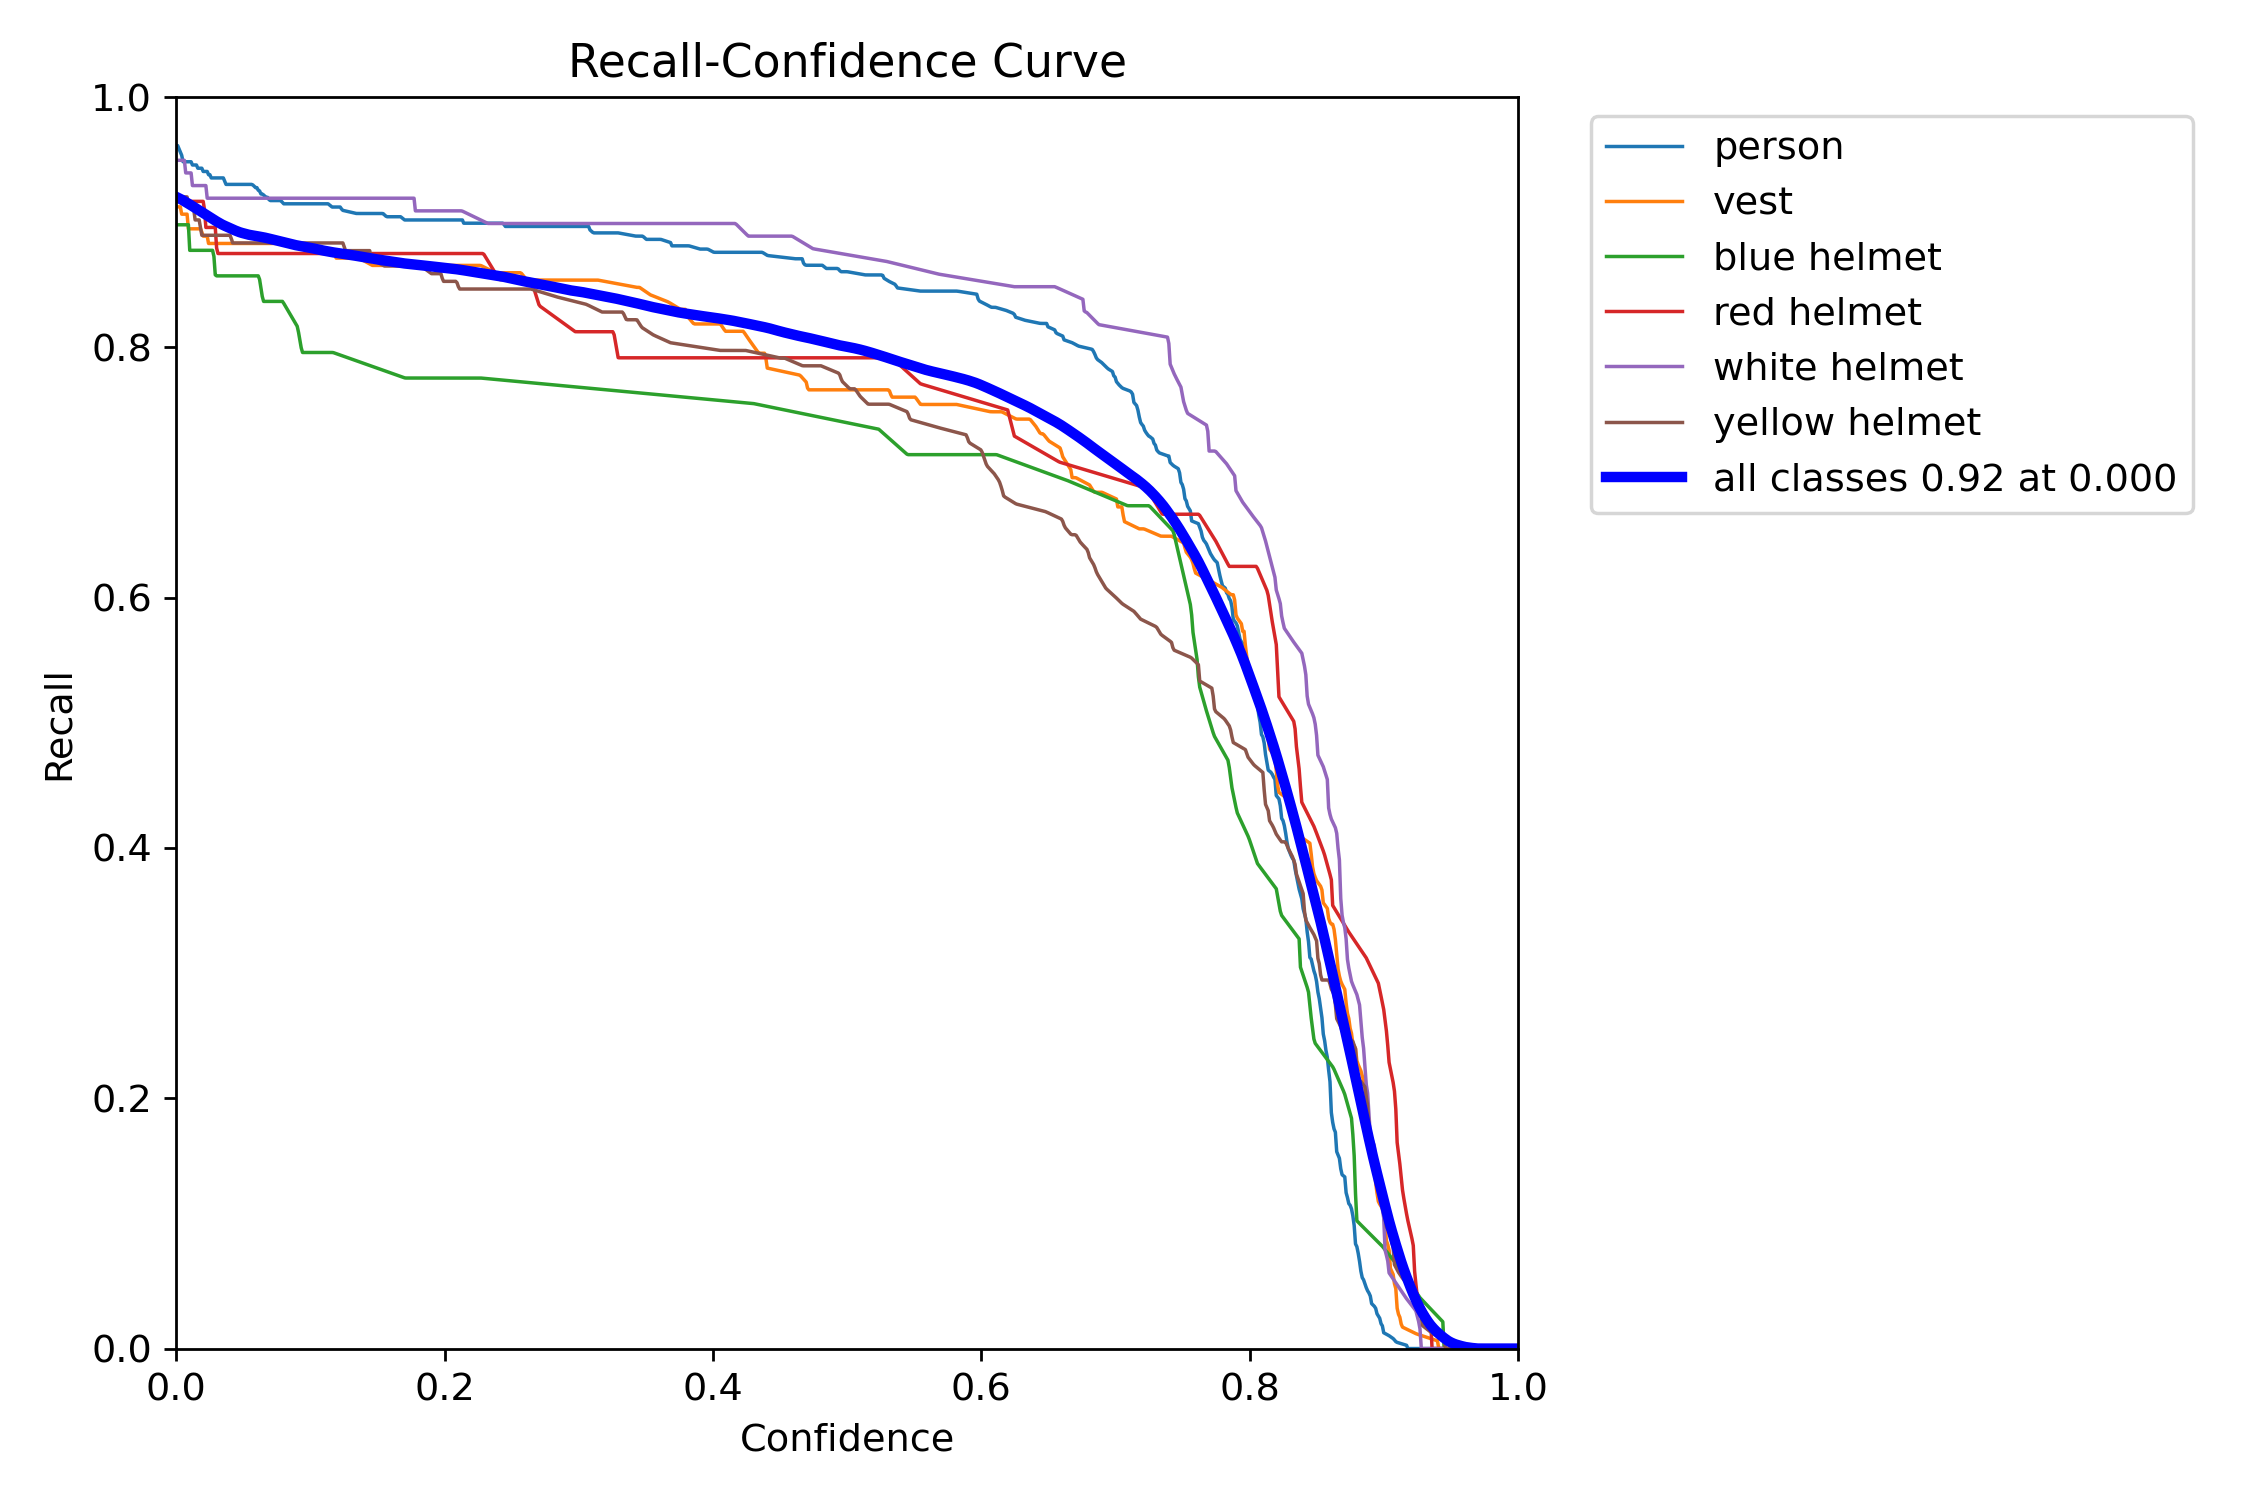 Recall-Confidence Curve
1.0
0.8
0.6
0.4
0.2
0.0
Recall
0.0 0.2 0.4 0.6 0.8 1.0
Confidence
person
vest
blue helmet
red helmet
white helmet
yellow helmet
all classes 0.92 at 0.000